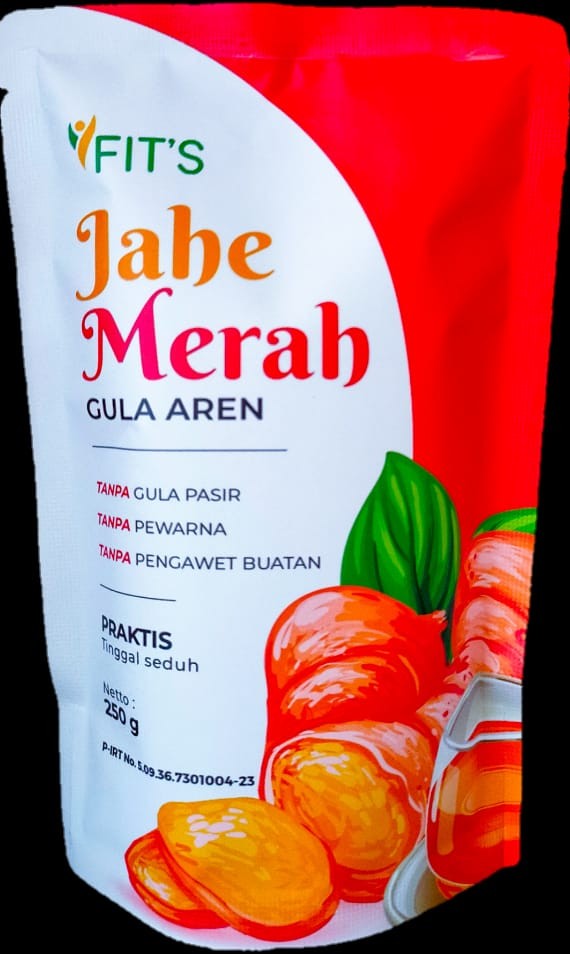 FIT'S
Jahe
Merah
GULA AREN
TANPA GULA PASIR
TANPA PEWARNA
TANPA PENGAWET BUATAN
PRAKTIS
Tinggal seduh
Netto :
250 g
P-IRT No. 5.09.36.7301004-23